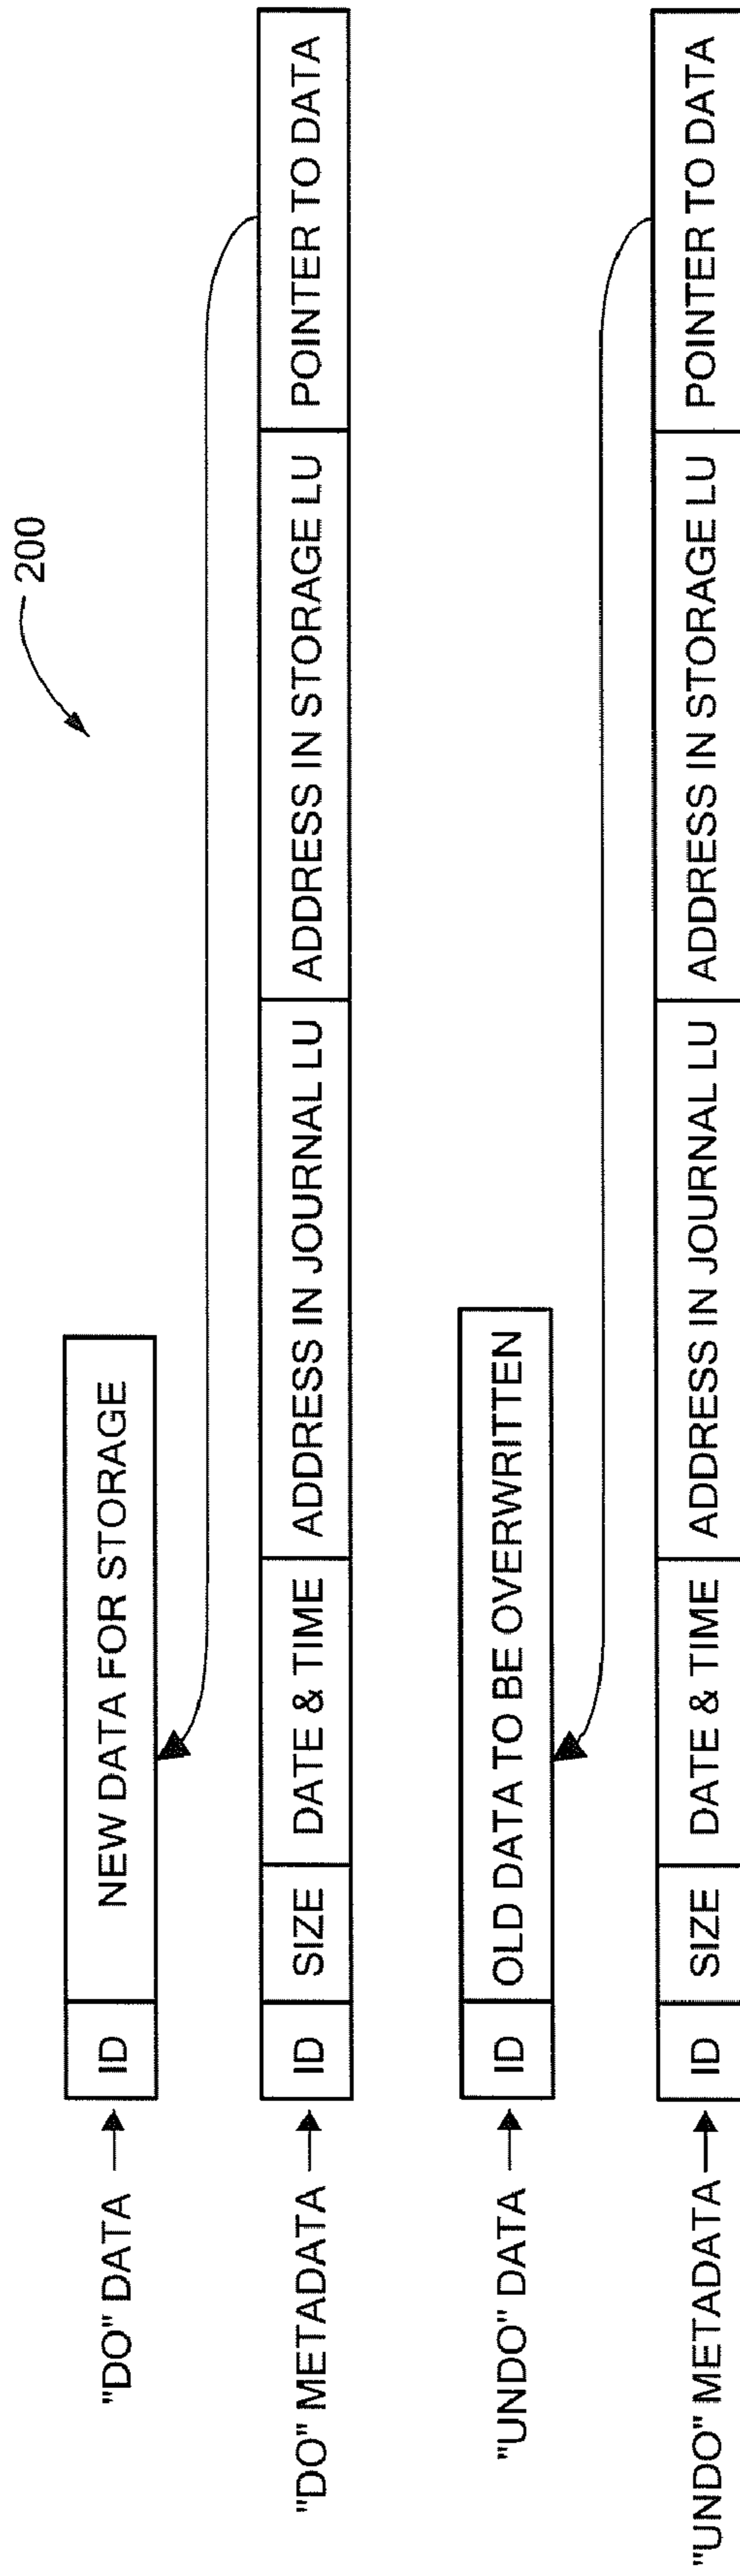 200
"DO" DATA → ID NEW DATA FOR STORAGE
"DO" METADATA → ID SIZE DATE & TIME ADDRESS IN JOURNAL LU ADDRESS IN STORAGE LU POINTER TO DATA
"UNDO" DATA → ID OLD DATA TO BE OVERWRITTEN
"UNDO" METADATA → ID SIZE DATE & TIME ADDRESS IN JOURNAL LU ADDRESS IN STORAGE LU POINTER TO DATA